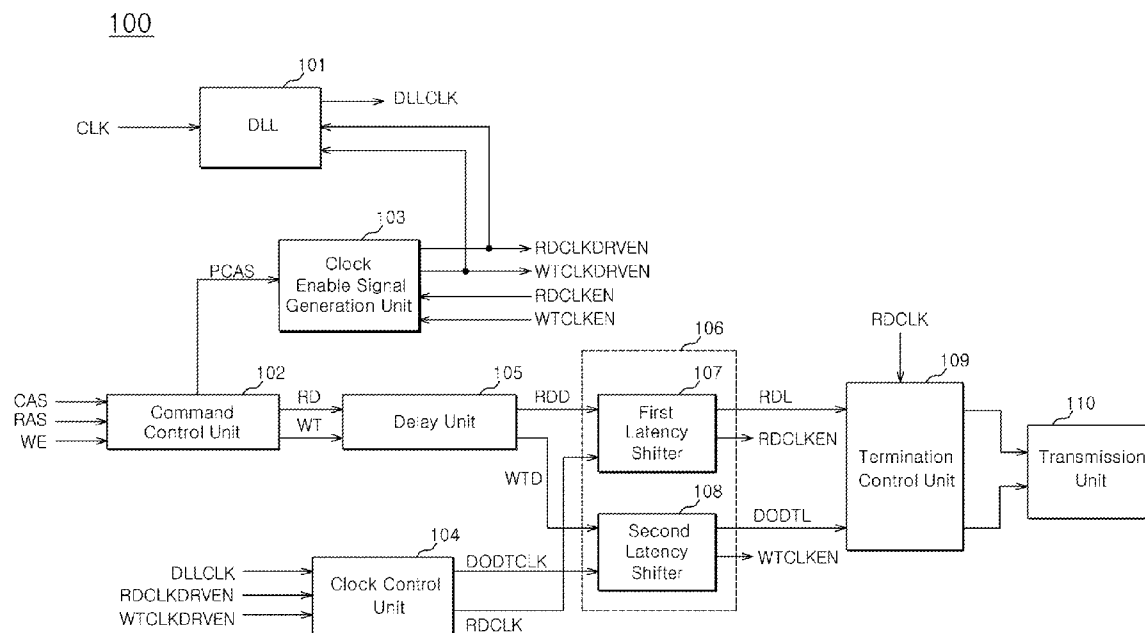 100
101
DLL
DLLCLK
CLK
103
Clock
Enable Signal
Generation Unit
PCAS
RDCLKDRVEN
WTCLKDRVEN
RDCLKEN
WTCLKEN
106
RDCLK
CAS
RAS
WE
102
Command
Control Unit
RD
WT
105
Delay Unit
RDD
WTD
107
First
Latency
Shifter
RDL
RDCLKEN
109
Termination
Control Unit
110
Transmission
Unit
108
Second
Latency
Shifter
DODTL
WTCLKEN
DLLCLK
RDCLKDRVEN
WTCLKDRVEN
104
Clock Control
Unit
DODTCLK
RDCLK